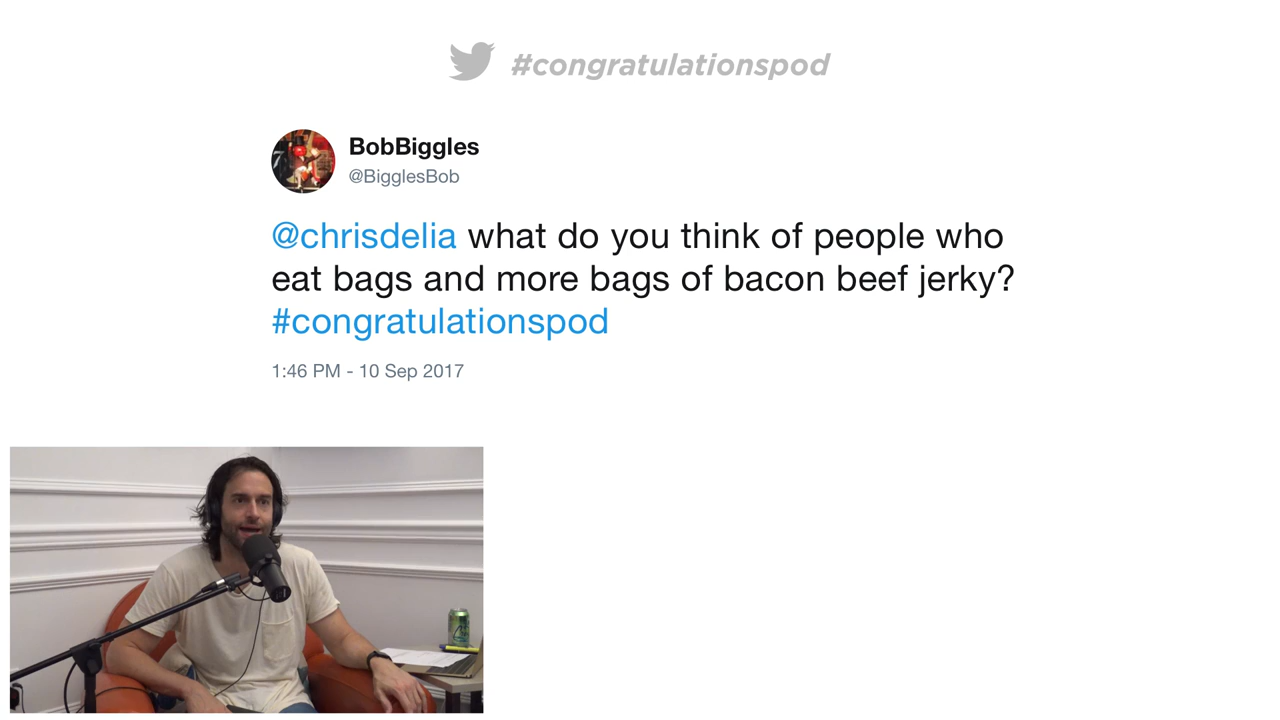 #congratulationspod
BobBiggles
@BigglesBob
@chrisdelia what do you think of people who
eat bags and more bags of bacon beef jerky?
#congratulationspod
1:46 PM - 10 Sep 2017